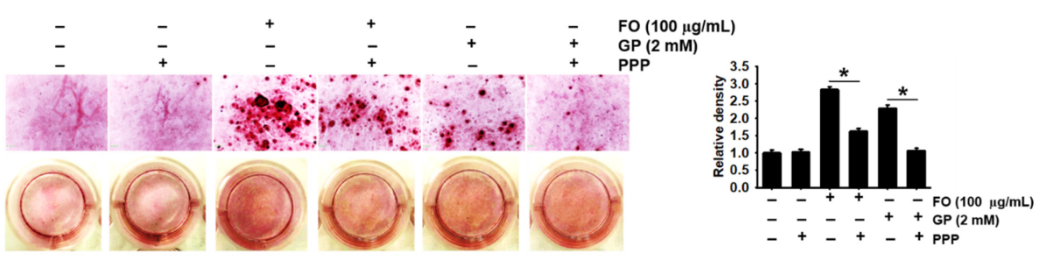 – – + + – – FO (100 µg/mL)
– – – – + + GP (2 mM)
– + – + – + PPP
Relative density
3.5
3.0
2.5
2.0
1.5
1.0
0.5
0.0
* *
– – + + – – FO (100 µg/mL)
– – – – + + GP (2 mM)
– + – + – + PPP